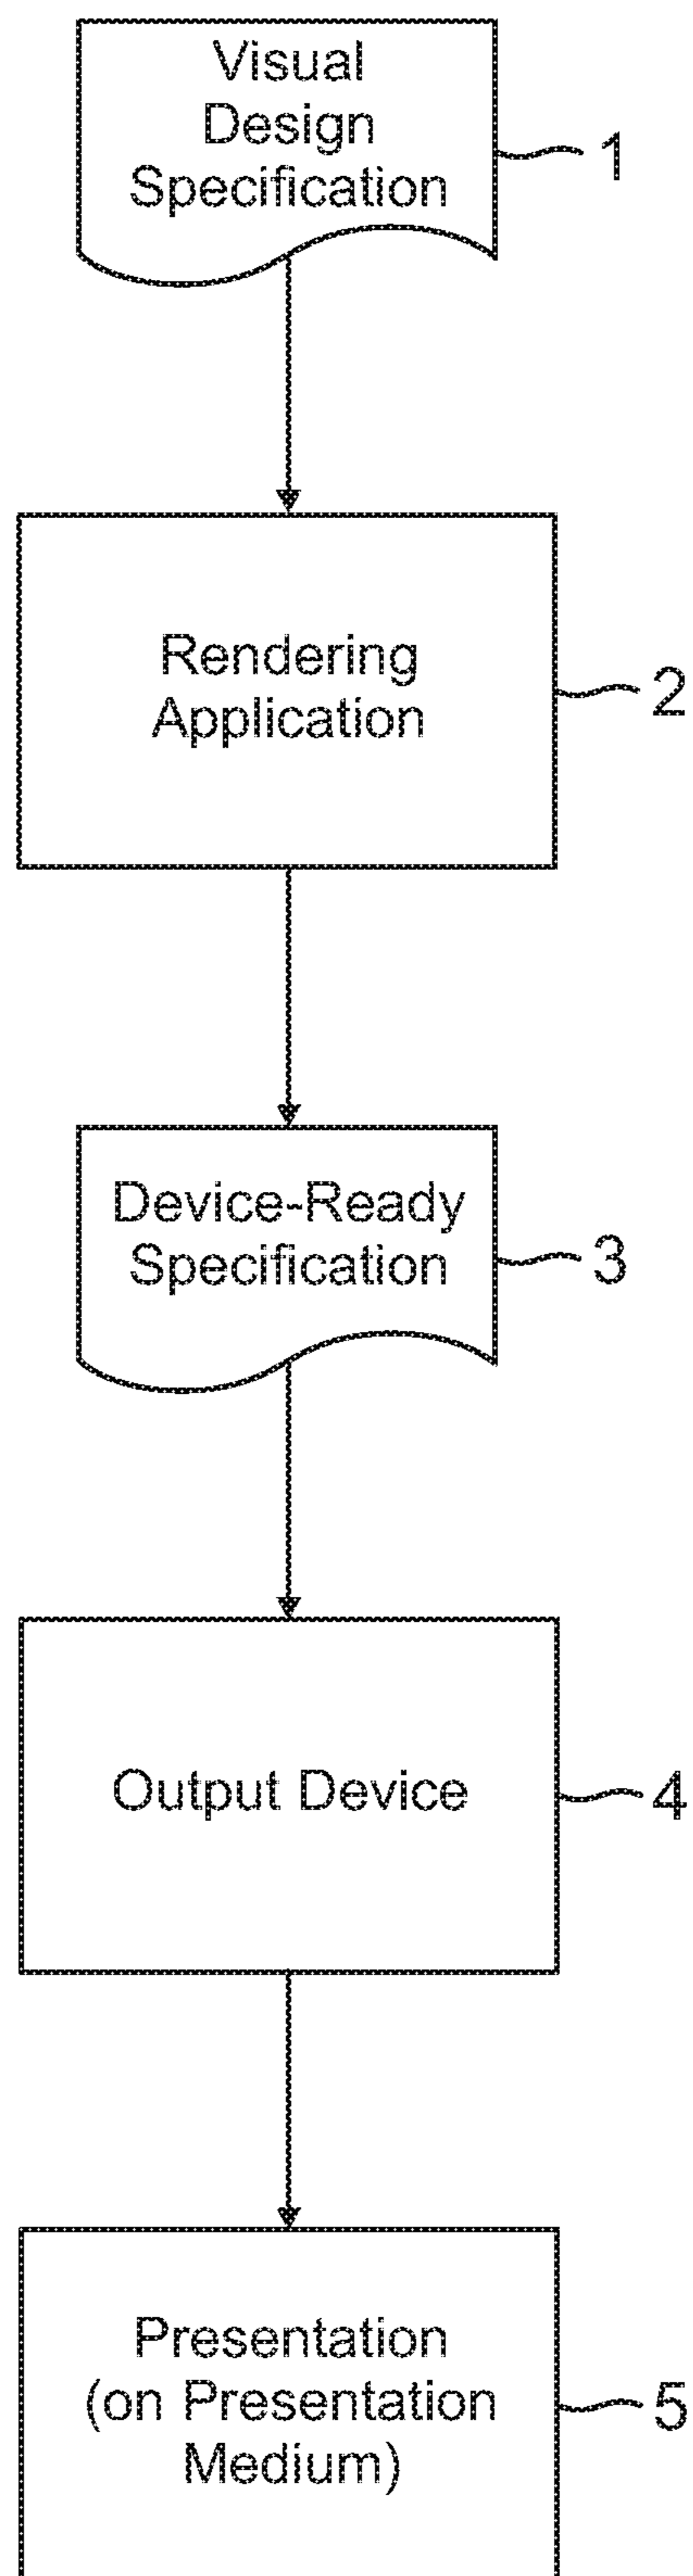 Visual
Design
Specification
1
Rendering
Application
2
Device-Ready
Specification
3
Output Device
4
Presentation
(on Presentation
Medium)
5